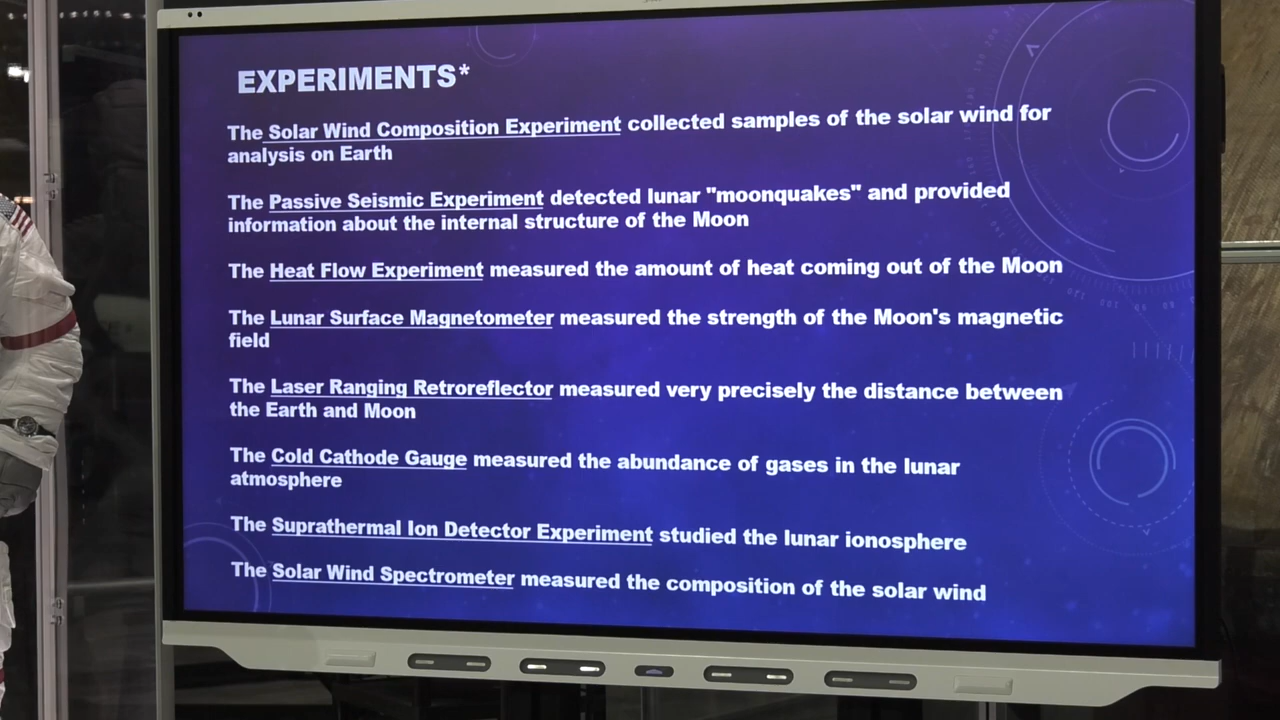 EXPERIMENTS*
The Solar Wind Composition Experiment collected samples of the solar wind for
analysis on Earth
The Passive Seismic Experiment detected lunar "moonquakes" and provided
information about the internal structure of the Moon
The Heat Flow Experiment measured the amount of heat coming out of the Moon
The Lunar Surface Magnetometer measured the strength of the Moon's magnetic
field
The Laser Ranging Retroreflector measured very precisely the distance between
the Earth and Moon
The Cold Cathode Gauge measured the abundance of gases in the lunar
atmosphere
The Suprathermal Ion Detector Experiment studied the lunar ionosphere
The Solar Wind Spectrometer measured the composition of the solar wind